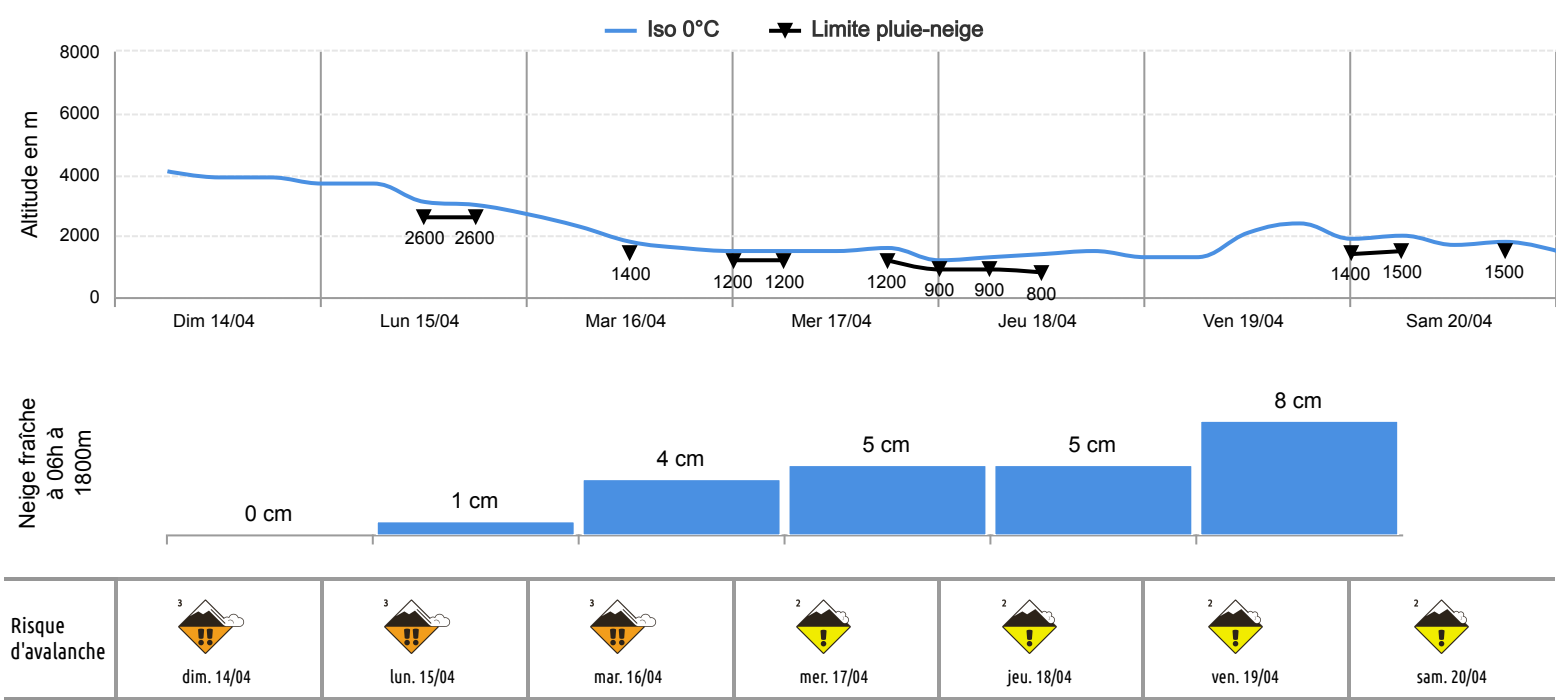 Iso 0°C
Limite pluie-neige
Altitude en m
8000
6000
4000
2000
0
2600
2600
1400
1200
1200
1200
900
900
800
1400
1500
1500
Dim 14/04
Lun 15/04
Mar 16/04
Mer 17/04
Jeu 18/04
Ven 19/04
Sam 20/04
Neige fraîche
à 06h à
1800m
0 cm
1 cm
4 cm
5 cm
5 cm
8 cm
Risque
d'avalanche
3
!!
dim. 14/04
3
!!
lun. 15/04
3
!!
mar. 16/04
2
!
mer. 17/04
2
!
jeu. 18/04
2
!
ven. 19/04
2
!
sam. 20/04